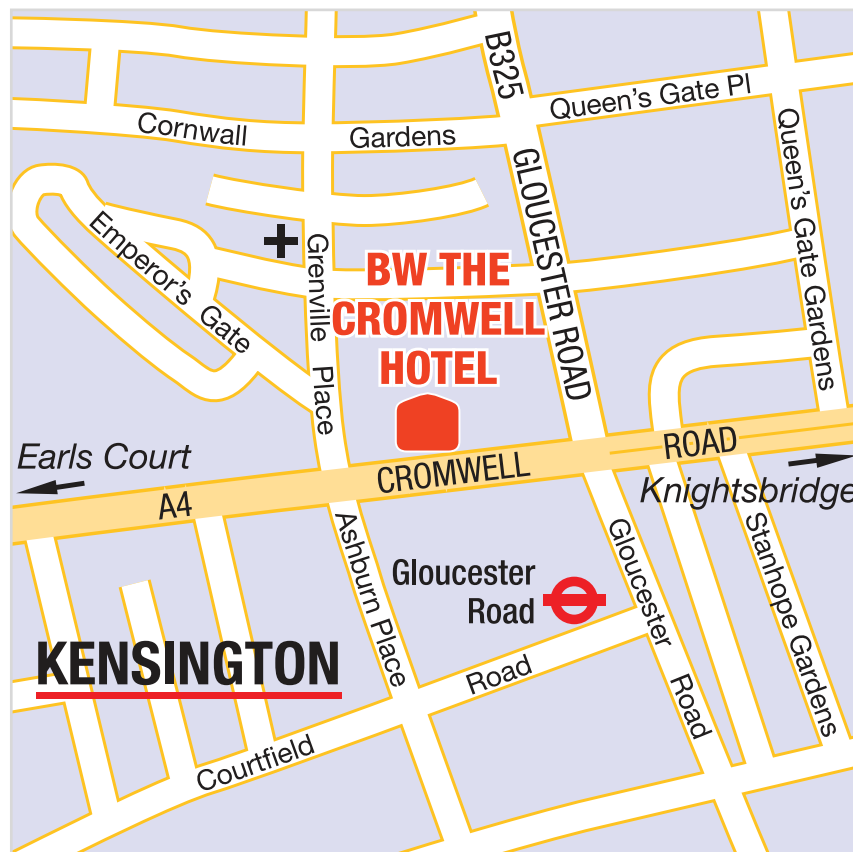 B325
Queen's Gate Pl
Cornwall
Gardens
Queen's Gate Gardens
GLOUCESTER ROAD
Emperor's Gate
Grenville Place
BW THE
CROMWELL
HOTEL
Earls Court
A4
CROMWELL
ROAD
Knightsbridge
Ashburn Place
Gloucester
Road
Gloucester Road
Stanhope Gardens
KENSINGTON
Courtfield
Road